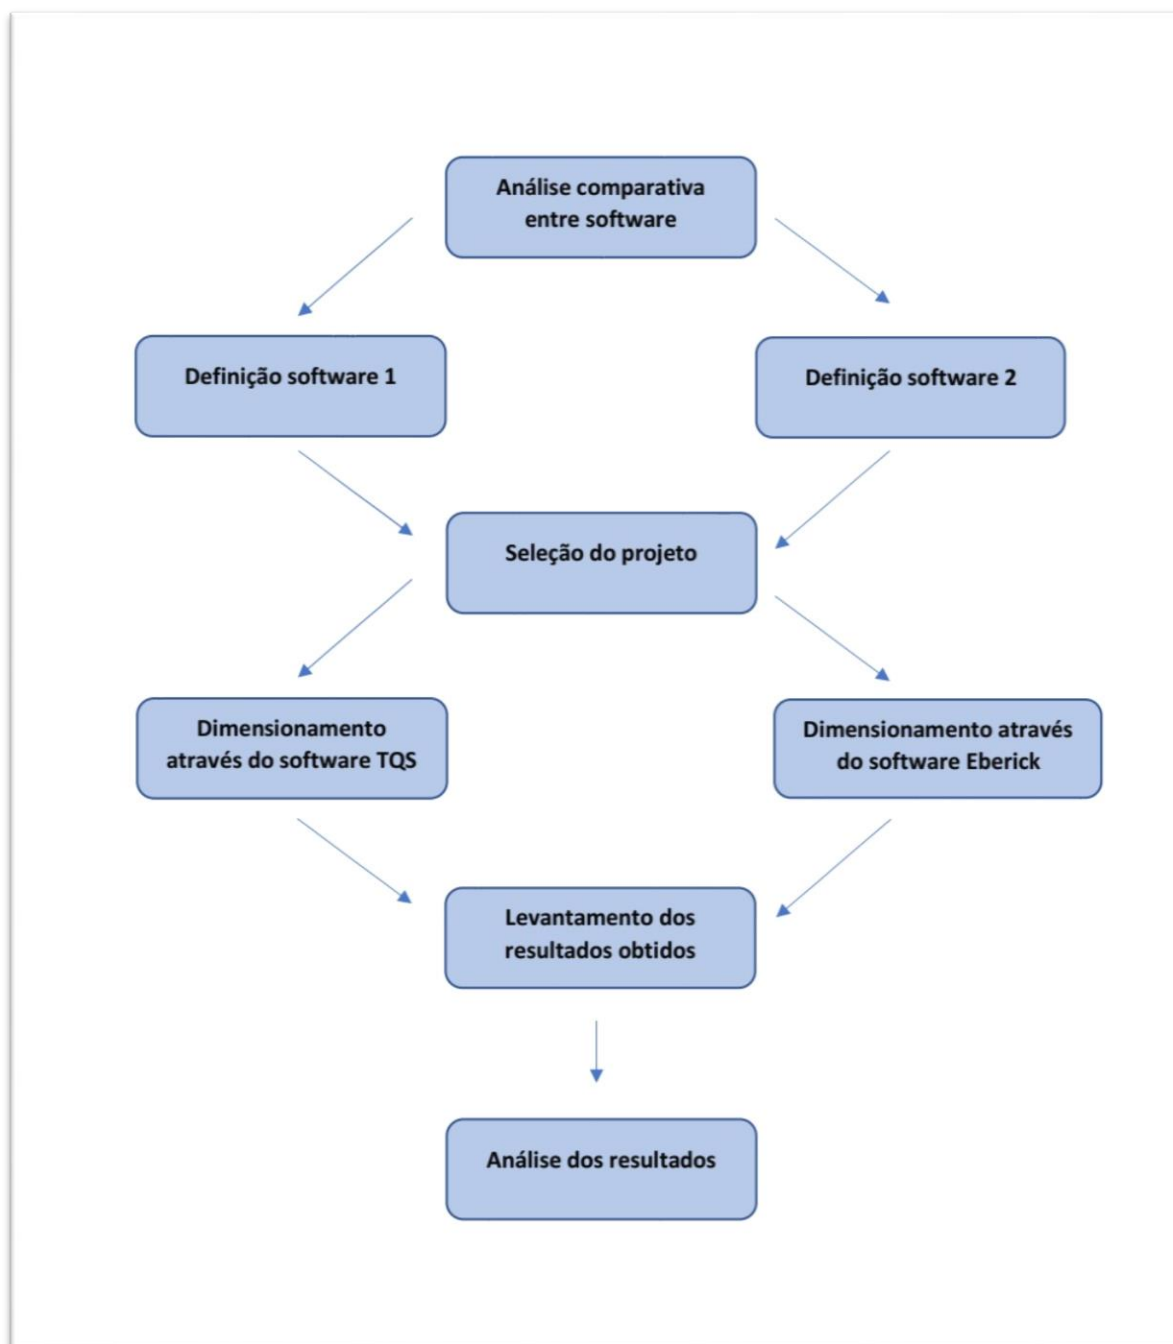 Análise comparativa
entre software
Definição software 1
Definição software 2
Seleção do projeto
Dimensionamento
através do software TQS
Dimensionamento através
do software Eberick
Levantamento dos
resultados obtidos
Análise dos resultados